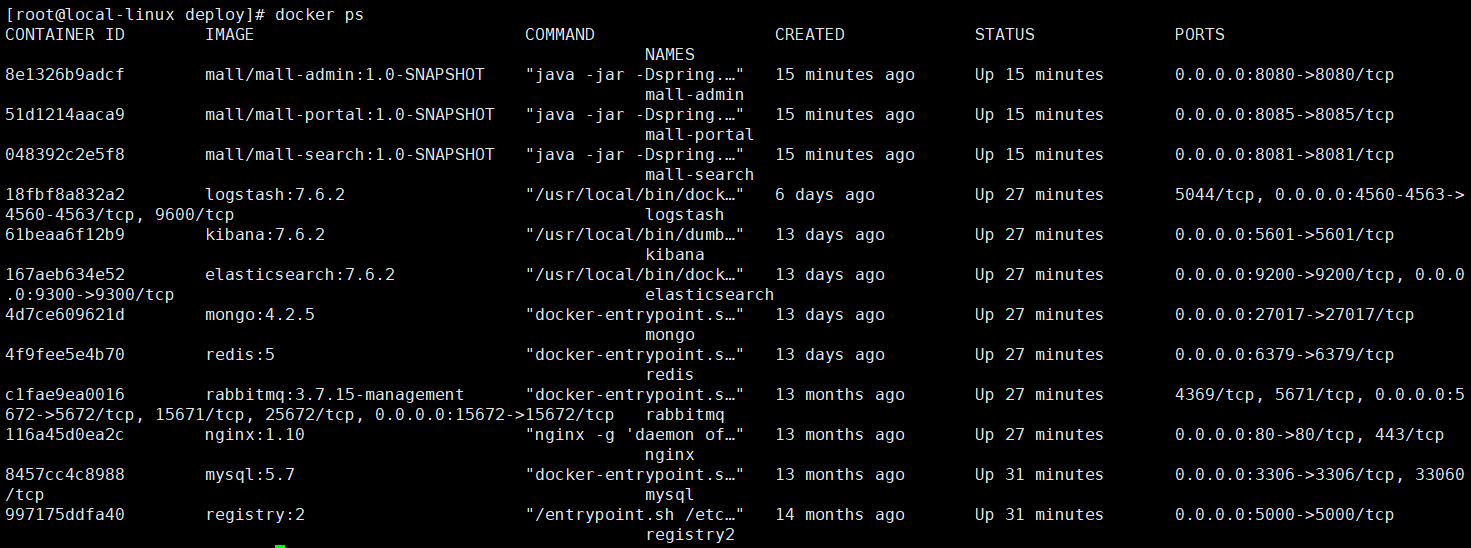 [root@local-linux deploy]# docker ps
CONTAINER ID        IMAGE                           COMMAND                  CREATED             STATUS              PORTS
                                                                NAMES
8e1326b9adcf        mall/mall-admin:1.0-SNAPSHOT    "java -jar -Dspring.…"   15 minutes ago      Up 15 minutes       0.0.0.0:8080->8080/tcp
                                                                mall-admin
51d1214aaca9        mall/mall-portal:1.0-SNAPSHOT   "java -jar -Dspring.…"   15 minutes ago      Up 15 minutes       0.0.0.0:8085->8085/tcp
                                                                mall-portal
048392c2e5f8        mall/mall-search:1.0-SNAPSHOT   "java -jar -Dspring.…"   15 minutes ago      Up 15 minutes       0.0.0.0:8081->8081/tcp
                                                                mall-search
18fbf8a832a2        logstash:7.6.2                  "/usr/local/bin/dock…"   6 days ago          Up 27 minutes       5044/tcp, 0.0.0.0:4560-4563->
4560-4563/tcp, 9600/tcp                                         logstash
61beaa6f12b9        kibana:7.6.2                    "/usr/local/bin/dumb…"   13 days ago         Up 27 minutes       0.0.0.0:5601->5601/tcp
                                                                kibana
167aeb634e52        elasticsearch:7.6.2             "/usr/local/bin/dock…"   13 days ago         Up 27 minutes       0.0.0.0:9200->9200/tcp, 0.0.0
.0:9300->9300/tcp                                               elasticsearch
4d7ce609621d        mongo:4.2.5                     "docker-entrypoint.s…"   13 days ago         Up 27 minutes       0.0.0.0:27017->27017/tcp
                                                                mongo
4f9fee5e4b70        redis:5                         "docker-entrypoint.s…"   13 days ago         Up 27 minutes       0.0.0.0:6379->6379/tcp
                                                                redis
c1fae9ea0016        rabbitmq:3.7.15-management      "docker-entrypoint.s…"   13 months ago       Up 27 minutes       4369/tcp, 5671/tcp, 0.0.0.0:5
672->5672/tcp, 15671/tcp, 25672/tcp, 0.0.0.0:15672->15672/tcp   rabbitmq
116a45d0ea2c        nginx:1.10                      "nginx -g 'daemon of…"   13 months ago       Up 27 minutes       0.0.0.0:80->80/tcp, 443/tcp
                                                                nginx
8457cc4c8988        mysql:5.7                       "docker-entrypoint.s…"   13 months ago       Up 31 minutes       0.0.0.0:3306->3306/tcp, 33060
/tcp                                                            mysql
997175ddfa40        registry:2                      "/entrypoint.sh /etc…"   14 months ago       Up 31 minutes       0.0.0.0:5000->5000/tcp
                                                                registry2